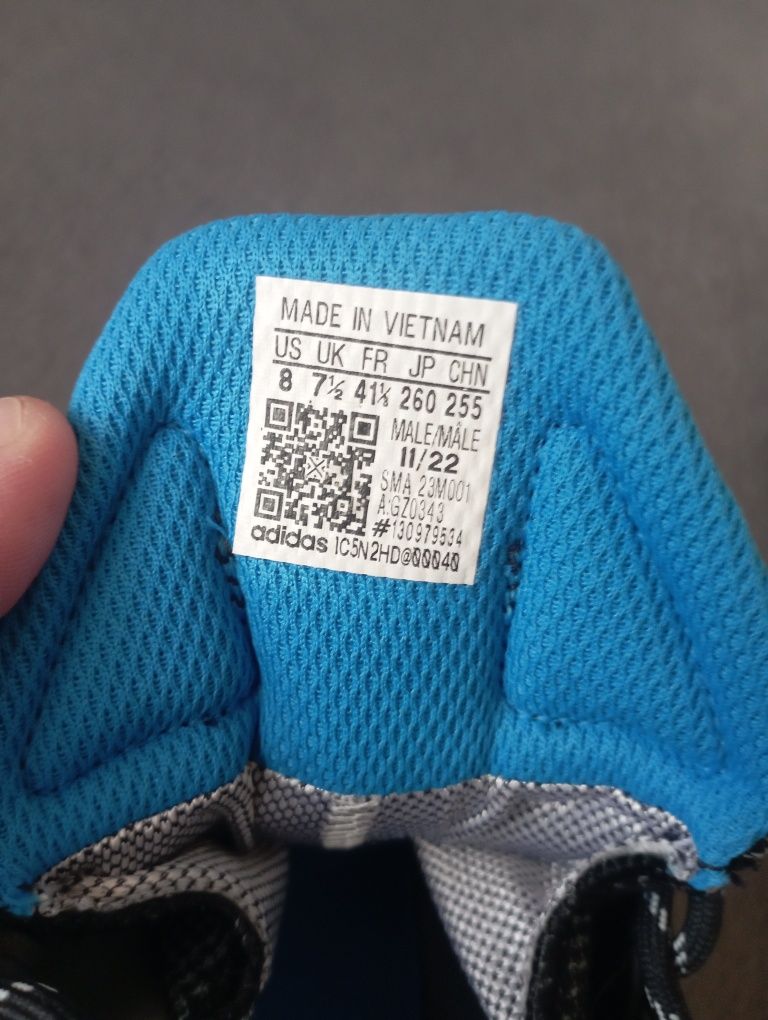 MADE IN VIETNAM
US UK FR JP CHN
8 7½ 41⅓ 260 255
MALE/MÂLE
11/22
SMA 23M001
A:GZ0343
#130979534
adidas 1C5N2HD@00040